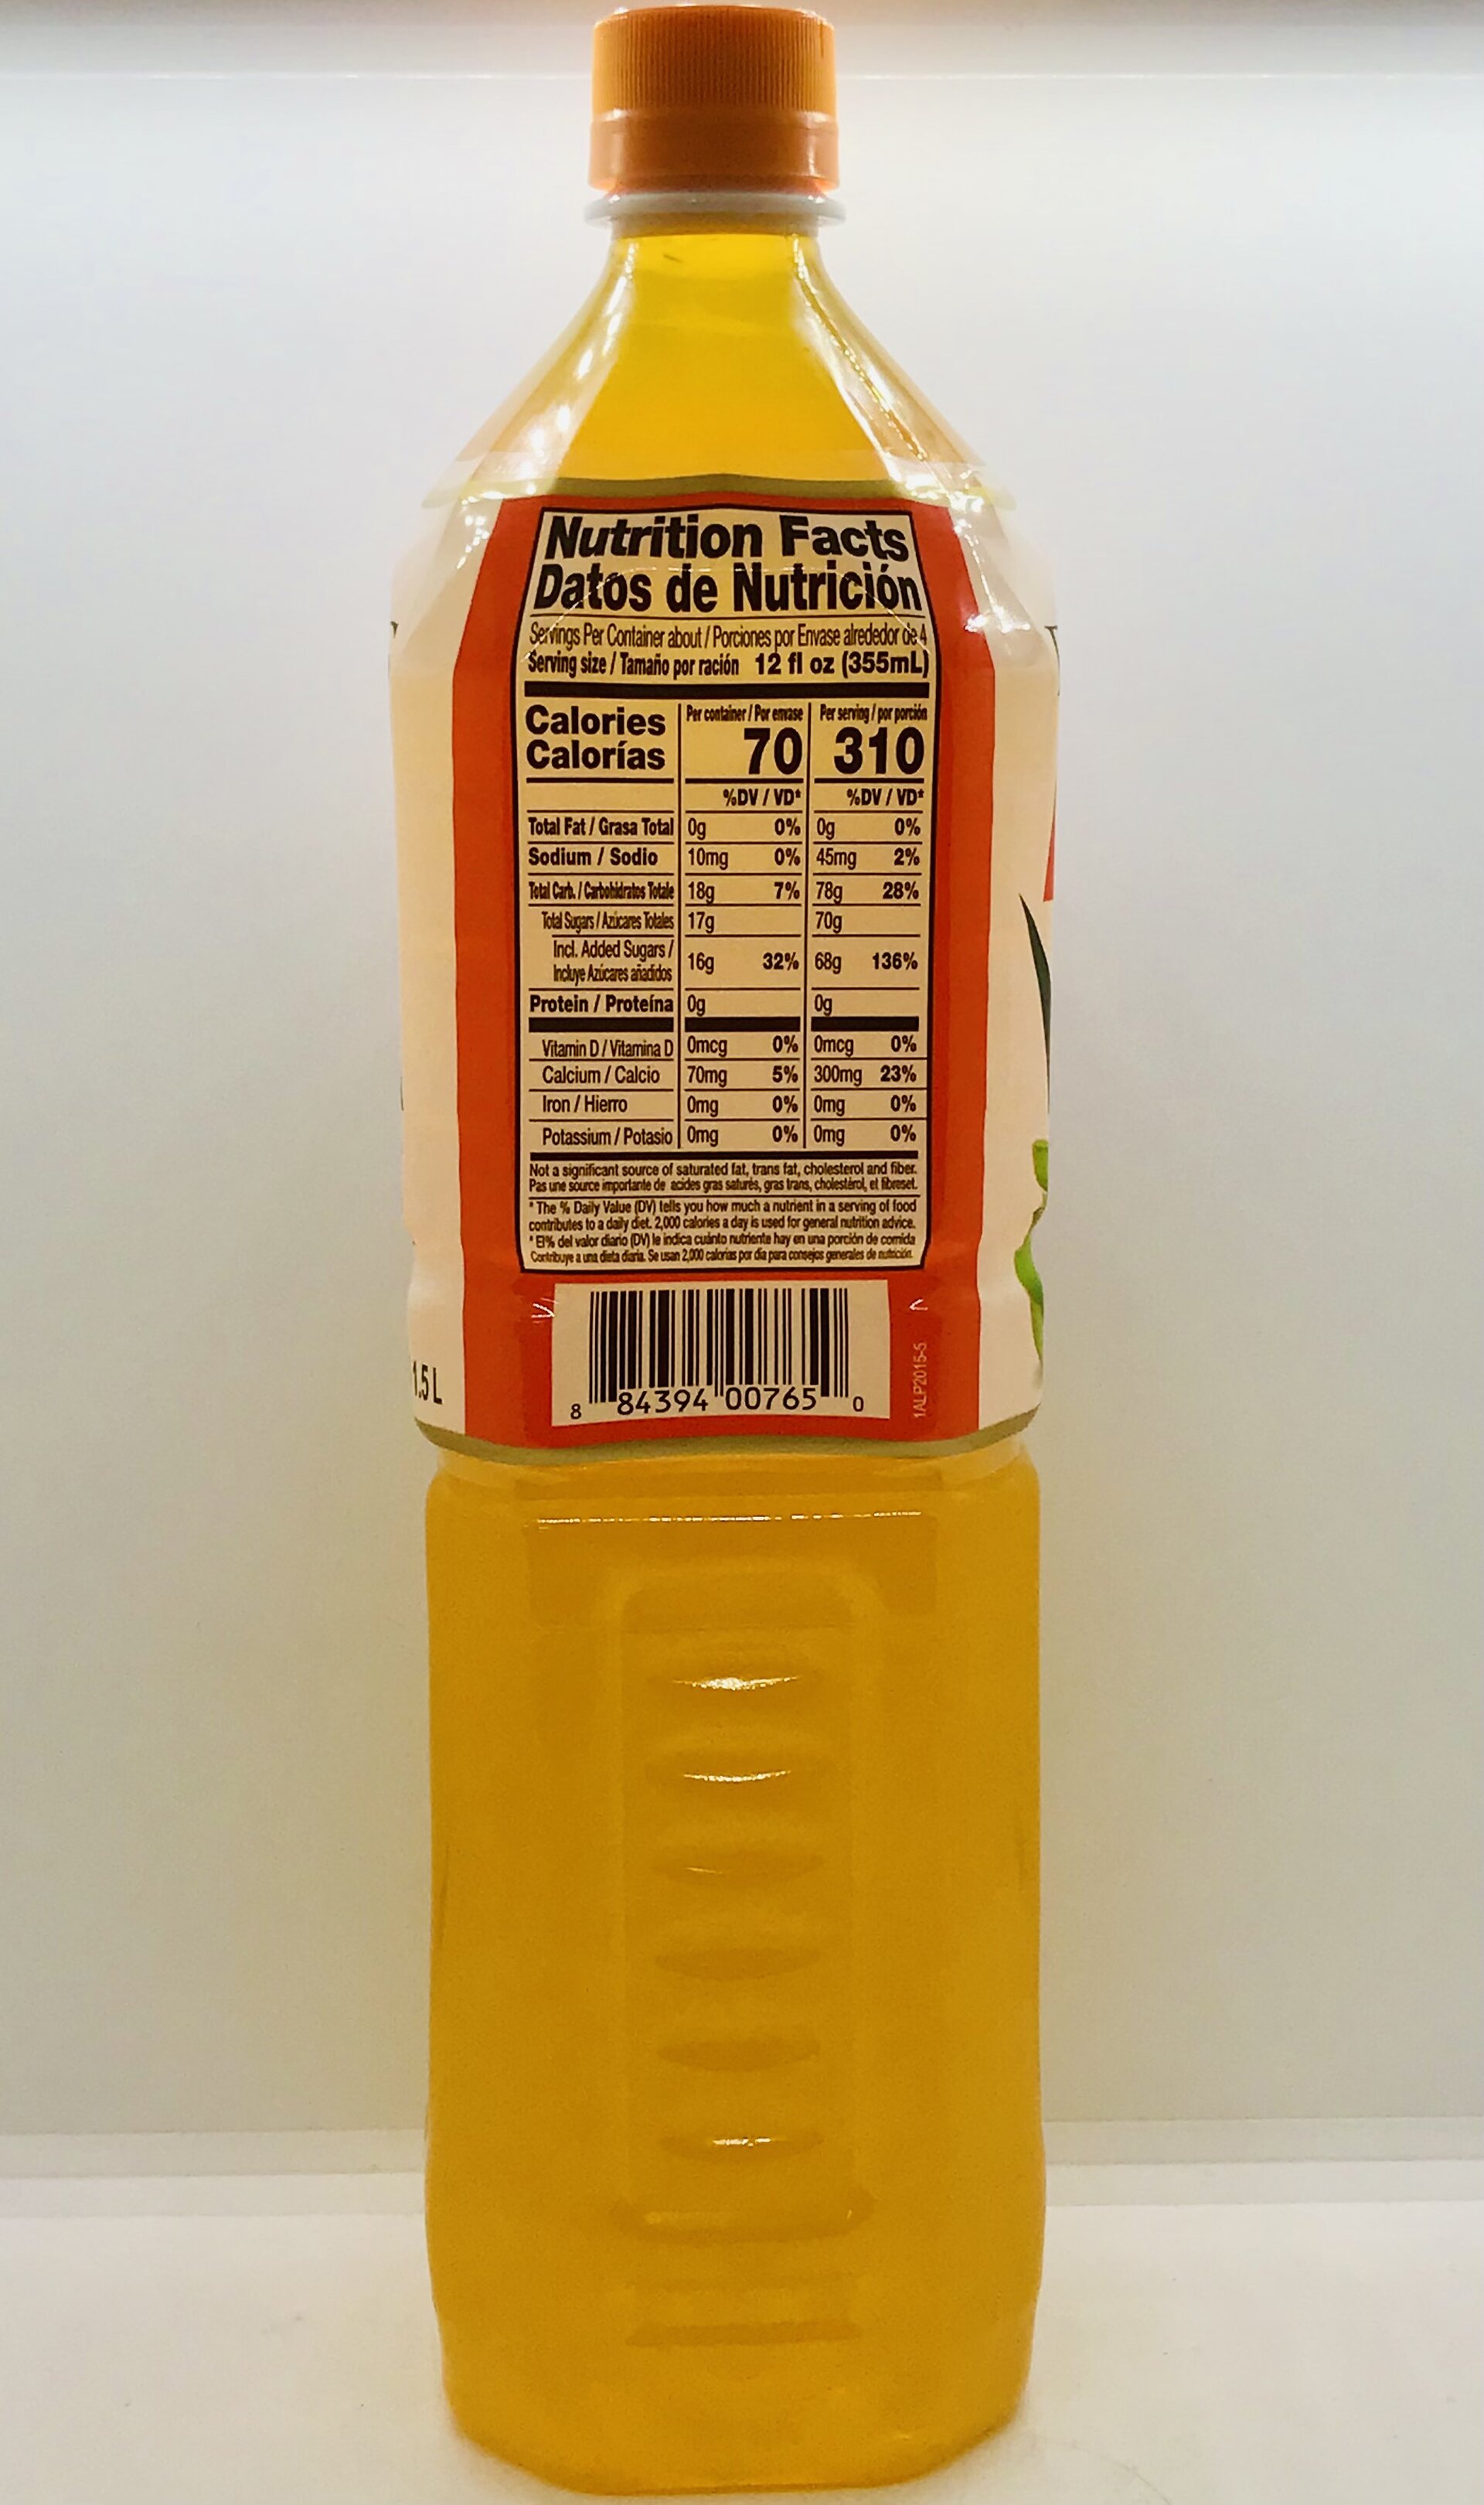 Nutrition Facts
Datos de Nutrición
Servings Per Container about / Porciones por Envase alrededor de 4
Serving size / Tamaño por ración 12 fl oz (355mL)
Calories
Calorías
Per container / Por envase Per serving / por porción
70 310
%DV / VD* %DV / VD*
Total Fat / Grasa Total 0g 0% 0g 0%
Sodium / Sodio 10mg 0% 45mg 2%
Total Carb. / Carbohidratos Totale 18g 7% 78g 28%
Total Sugars / Azúcares Totales 17g 70g
Incl. Added Sugars /
Incluye Azúcares añadidos 16g 32% 68g 136%
Protein / Proteína 0g 0g
Vitamin D / Vitamina D 0mcg 0% 0mcg 0%
Calcium / Calcio 70mg 5% 300mg 23%
Iron / Hierro 0mg 0% 0mg 0%
Potassium / Potasio 0mg 0% 0mg 0%
Not a significant source of saturated fat, trans fat, cholesterol and fiber.
Pas une source importante de acides gras saturés, gras trans, cholestérol, et fibreset.
* The % Daily Value (DV) tells you how much a nutrient in a serving of food
contributes to a daily diet. 2,000 calories a day is used for general nutrition advice.
* El% del valor diario (DV) le indica cuánto nutriente hay en una porción de comida
Contribuye a una dieta diaria. Se usan 2,000 calorías por día para consejos generales de nutrición.
8 84394 00765 0
1ALP2015-5
1.5 L